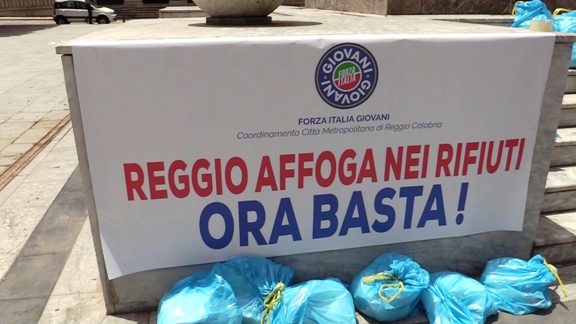 GIOVANI
FORZA
ITALIA
GIOVANI
FORZA ITALIA GIOVANI
Coordinamento Città Metropolitana di Reggio Calabria
REGGIO AFFOGA NEI RIFIUTI
ORA BASTA !